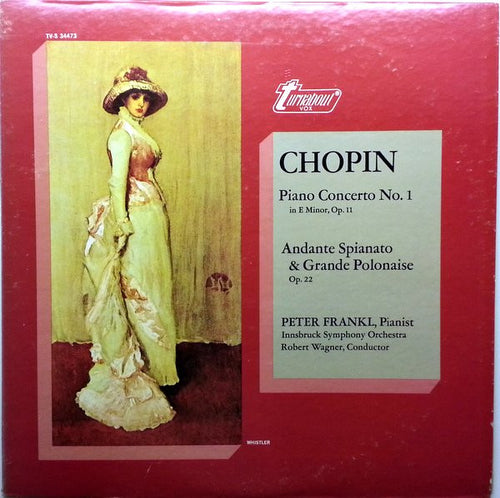 TV-S 34473
turnabout
VOX
CHOPIN
Piano Concerto No. 1
in E Minor, Op. 11
Andante Spianato
& Grande Polonaise
Op. 22
PETER FRANKL, Pianist
Innsbruck Symphony Orchestra
Robert Wagner, Conductor
WHISTLER